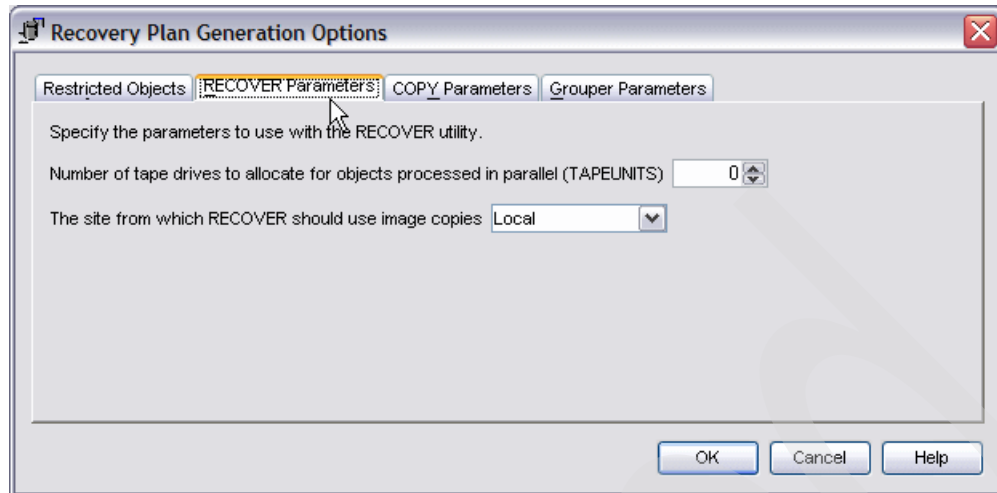 Recovery Plan Generation Options
Restricted Objects RECOVER Parameters COPY Parameters Grouper Parameters
Specify the parameters to use with the RECOVER utility.
Number of tape drives to allocate for objects processed in parallel (TAPEUNITS) 0
The site from which RECOVER should use image copies Local
OK Cancel Help